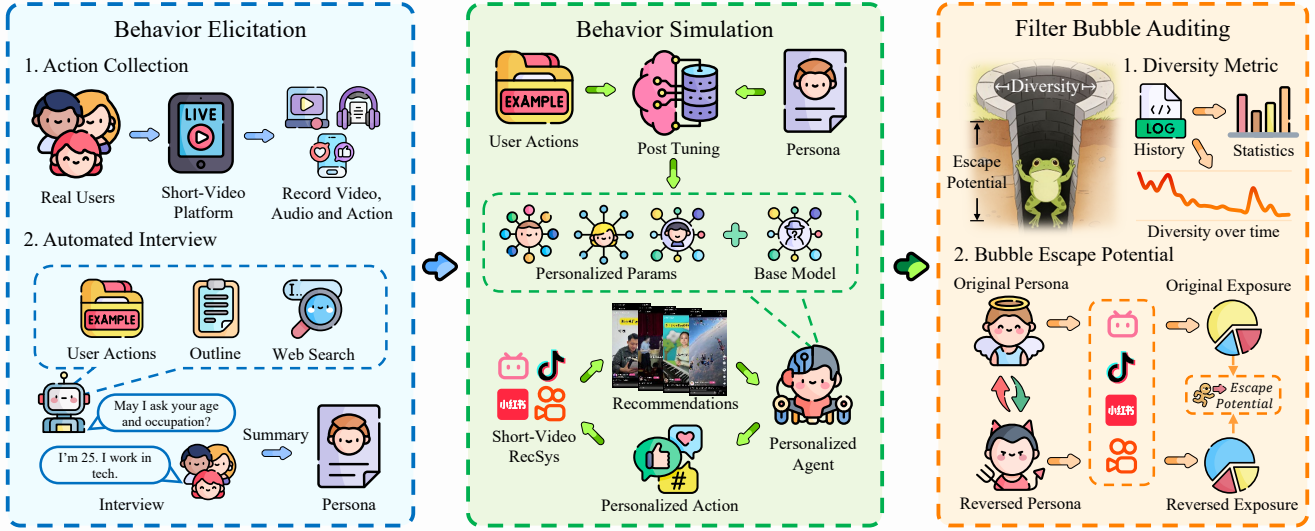 Behavior Elicitation
1. Action Collection
LIVE
Real Users
Short-Video
Platform
Record Video,
Audio and Action
2. Automated Interview
EXAMPLE
User Actions
Outline
I...
Web Search
May I ask your age
and occupation?
I'm 25. I work in
tech.
Interview
Summary
Persona
Behavior Simulation
EXAMPLE
User Actions
Post Tuning
Persona
Personalized Params
+
Base Model
?
小红书
Short-Video
RecSys
Recommendations
Personalized
Agent
#
Personalized Action
Filter Bubble Auditing
Diversity
Escape
Potential
1. Diversity Metric
</>
LOG
History
Statistics
Diversity over time
2. Bubble Escape Potential
Original Persona
Original Exposure
小红书
Escape
Potential
Reversed Persona
Reversed Exposure